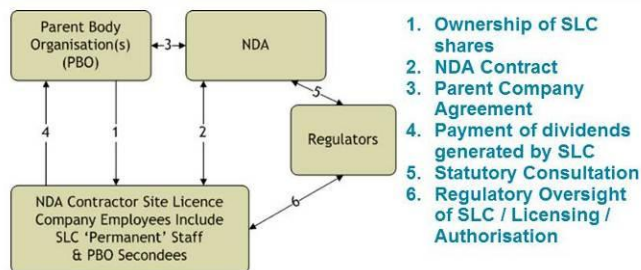 Parent Body
Organisation(s)
(PBO)
3
NDA
5
4
1
2
Regulators
6
NDA Contractor Site Licence
Company Employees Include
SLC ‘Permanent’ Staff
& PBO Secondees
1. Ownership of SLC
shares
2. NDA Contract
3. Parent Company
Agreement
4. Payment of dividends
generated by SLC
5. Statutory Consultation
6. Regulatory Oversight
of SLC / Licensing /
Authorisation